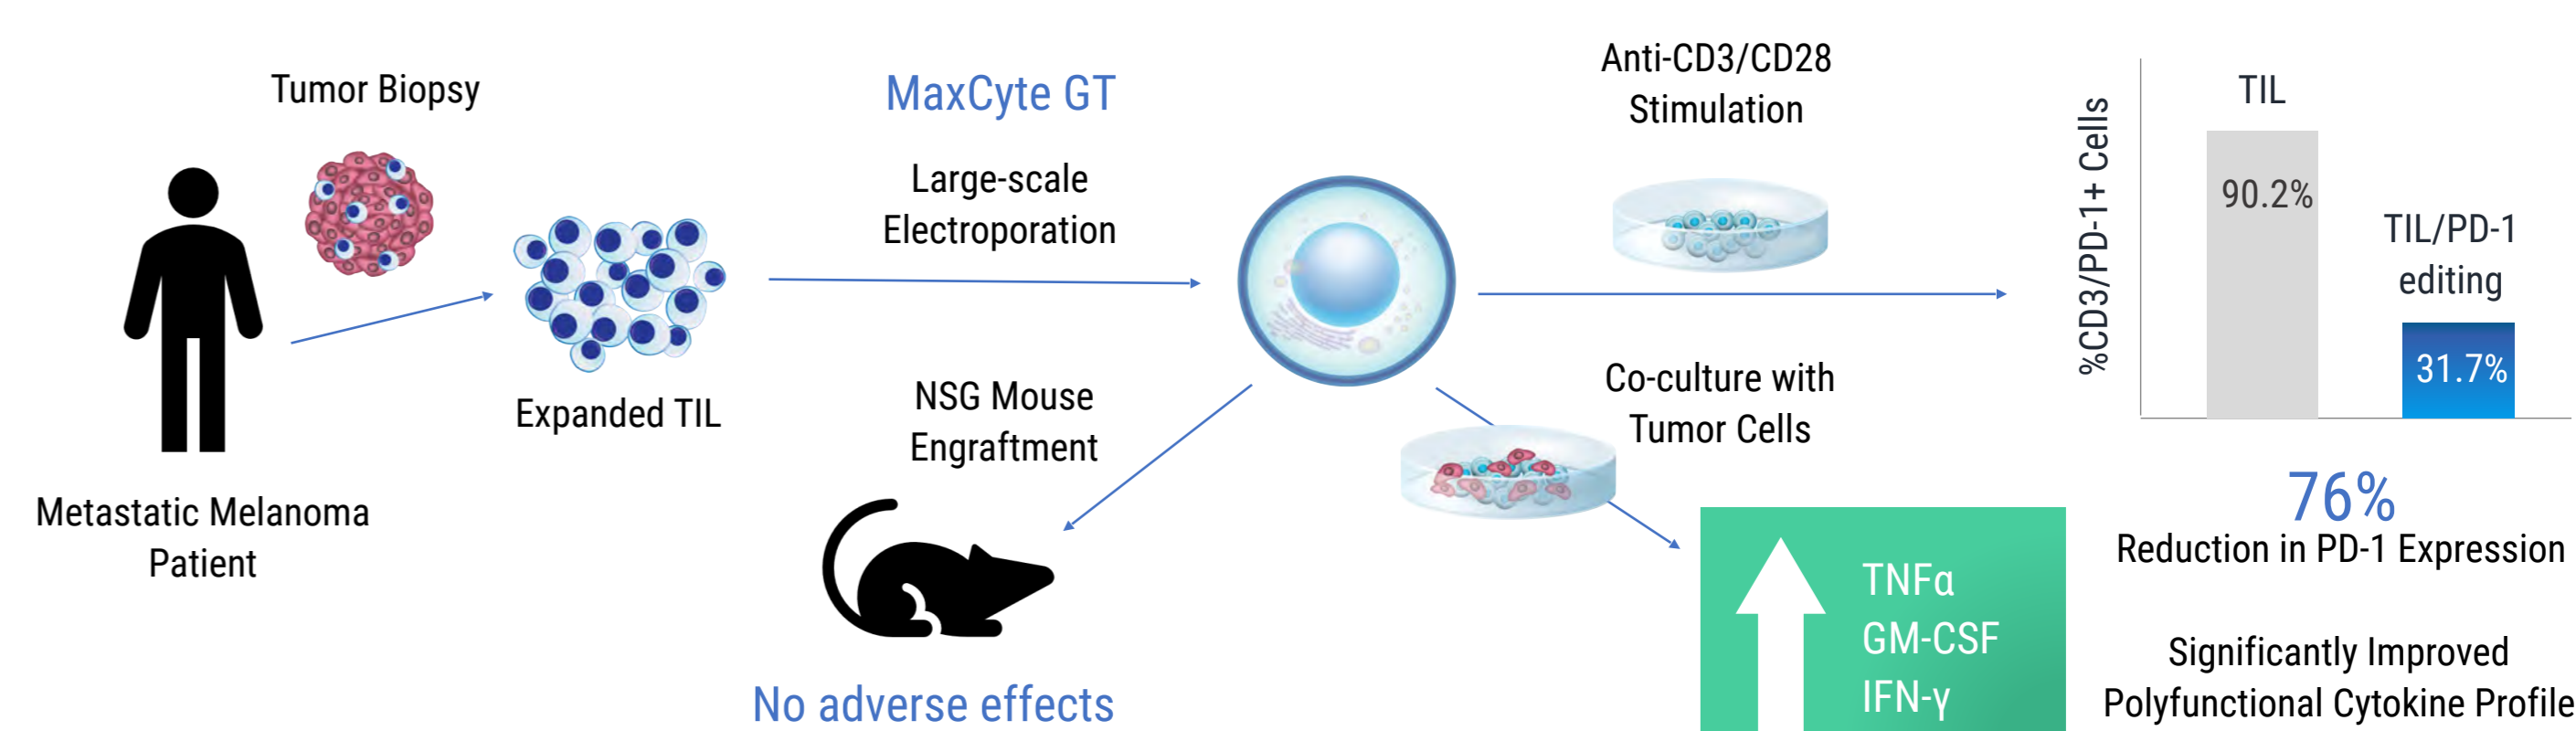 Tumor Biopsy
Metastatic Melanoma
Patient
Expanded TIL
MaxCyte GT
Large-scale
Electroporation
NSG Mouse
Engraftment
No adverse effects
Anti-CD3/CD28
Stimulation
Co-culture with
Tumor Cells
TNFα
GM-CSF
IFN-γ
%CD3/PD-1+ Cells
TIL
90.2%
TIL/PD-1
editing
31.7%
76%
Reduction in PD-1 Expression
Significantly Improved
Polyfunctional Cytokine Profile